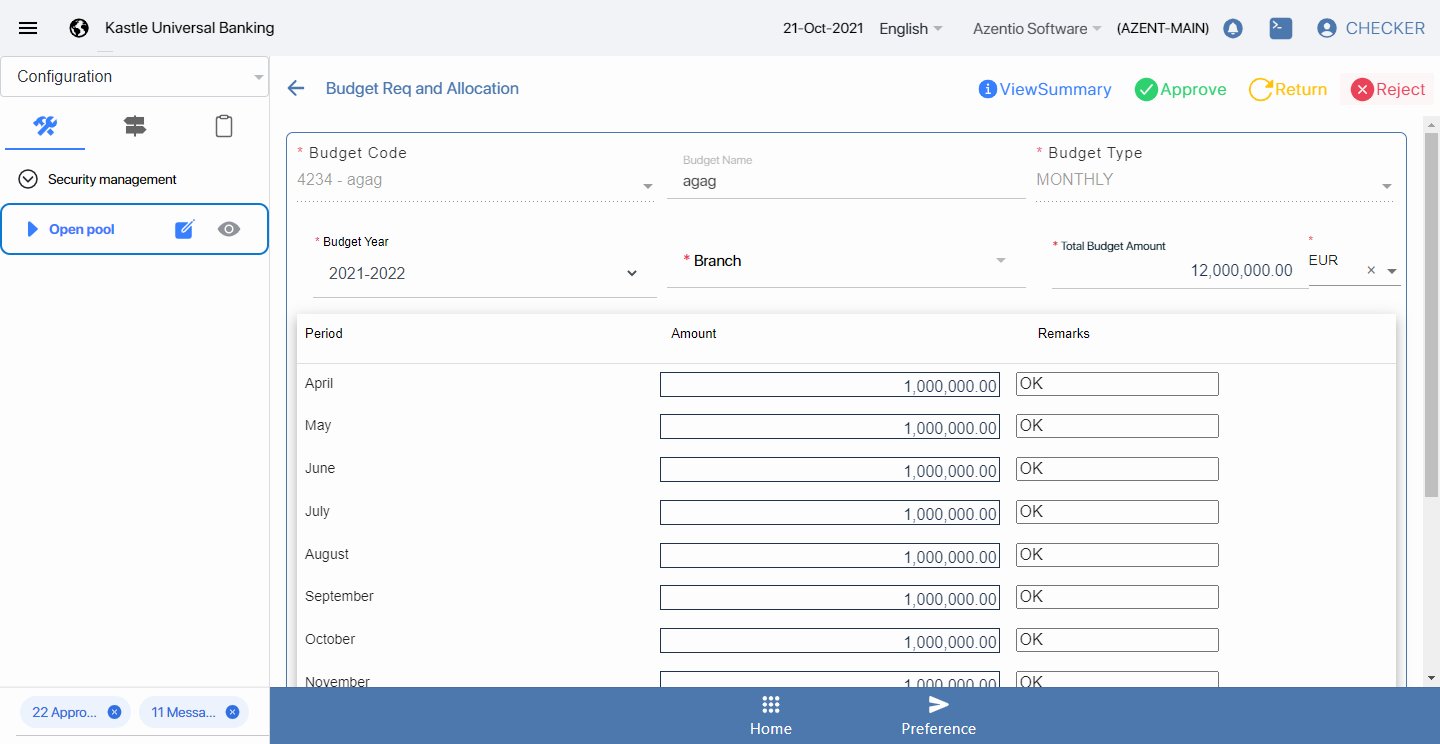 Kastle Universal Banking
21-Oct-2021 English Azentio Software (AZENT-MAIN) CHECKER
Configuration
Security management
Open pool
22 Appro...
11 Messa...
Budget Req and Allocation
ViewSummary Approve Return Reject
* Budget Code
4234 - agag
Budget Name
agag
* Budget Type
MONTHLY
* Budget Year
2021-2022
* Branch
* Total Budget Amount
12,000,000.00
*
EUR ×
Period Amount Remarks
April 1,000,000.00 OK
May 1,000,000.00 OK
June 1,000,000.00 OK
July 1,000,000.00 OK
August 1,000,000.00 OK
September 1,000,000.00 OK
October 1,000,000.00 OK
November 1,000,000.00 OK
Home Preference